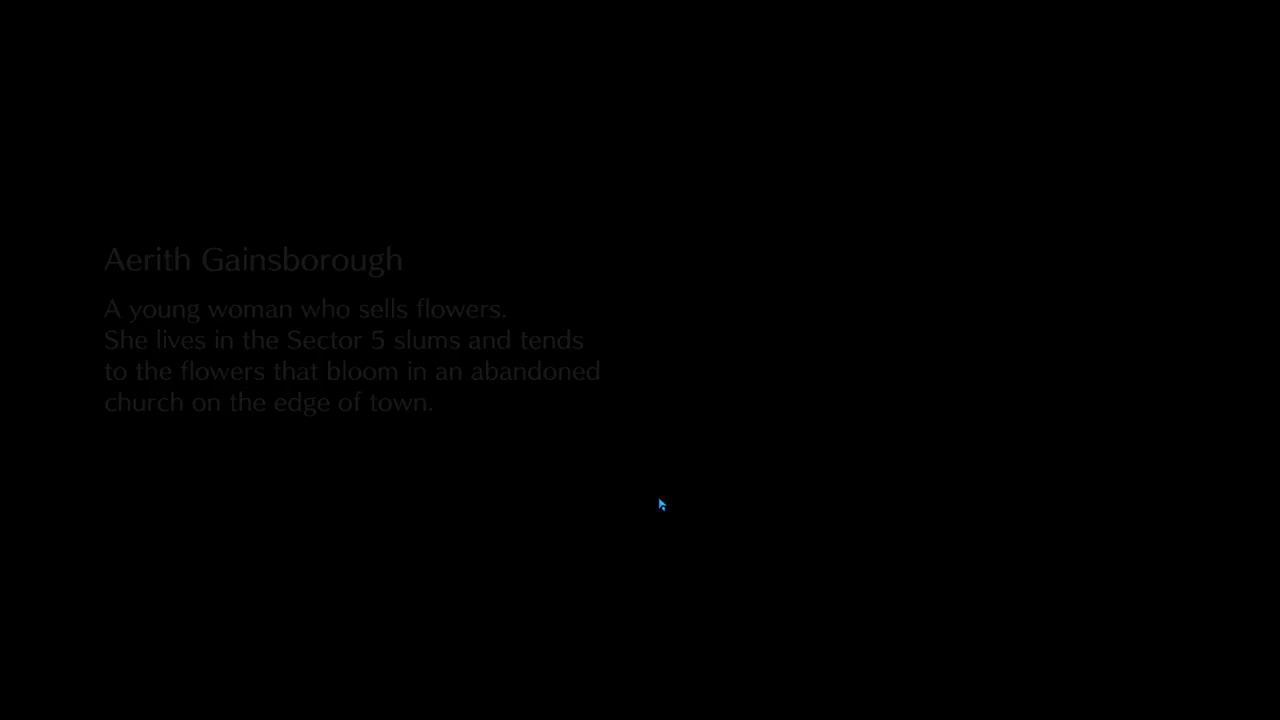 Aerith Gainsborough
A young woman who sells flowers.
She lives in the Sector 5 slums and tends
to the flowers that bloom in an abandoned
church on the edge of town.